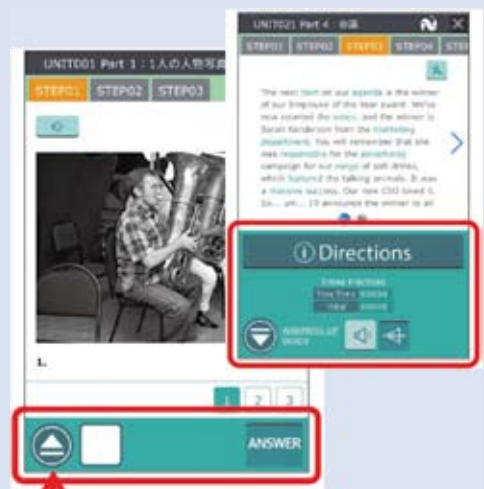 UNIT001 Part 1：1人の人物写真
STEP01 STEP02 STEP03
1.
1 2 3
ANSWER
UNIT021 Part 4：会議
STEP01 STEP02 STEP03 STEP04 STE
The next item on our agenda is the winner
of our Employee of the Year award. We've
now counted the votes, and the winner is
Sarah Henderson from the marketing
department. You will remember that she
was responsible for the advertising
campaign for our range of soft drinks,
which featured the talking animals. It was
a massive success. Our new CEO loved it.
So... um... I'll announce the winner to all
Directions